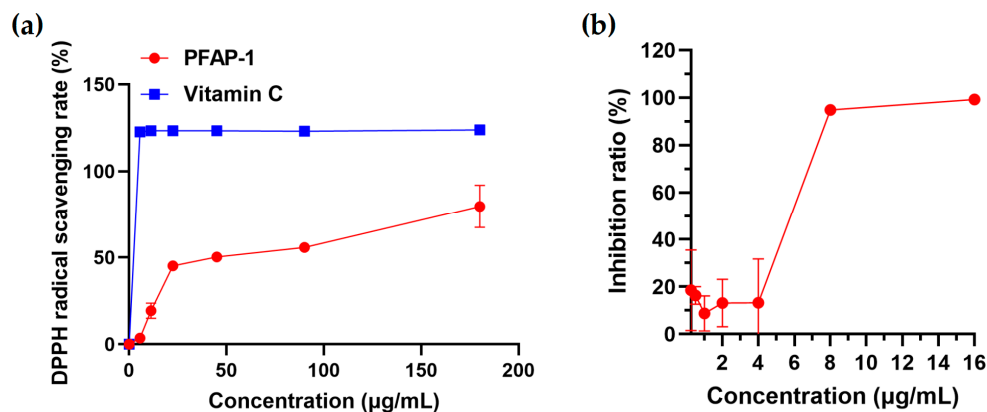 (a)
PFAP-1
Vitamin C
DPPH radical scavenging rate (%)
150
100
50
0
0 50 100 150 200
Concentration (µg/mL)
(b)
Inhibition ratio (%)
120
100
80
60
40
20
0
2 4 6 8 10 12 14 16
Concentration (µg/mL)